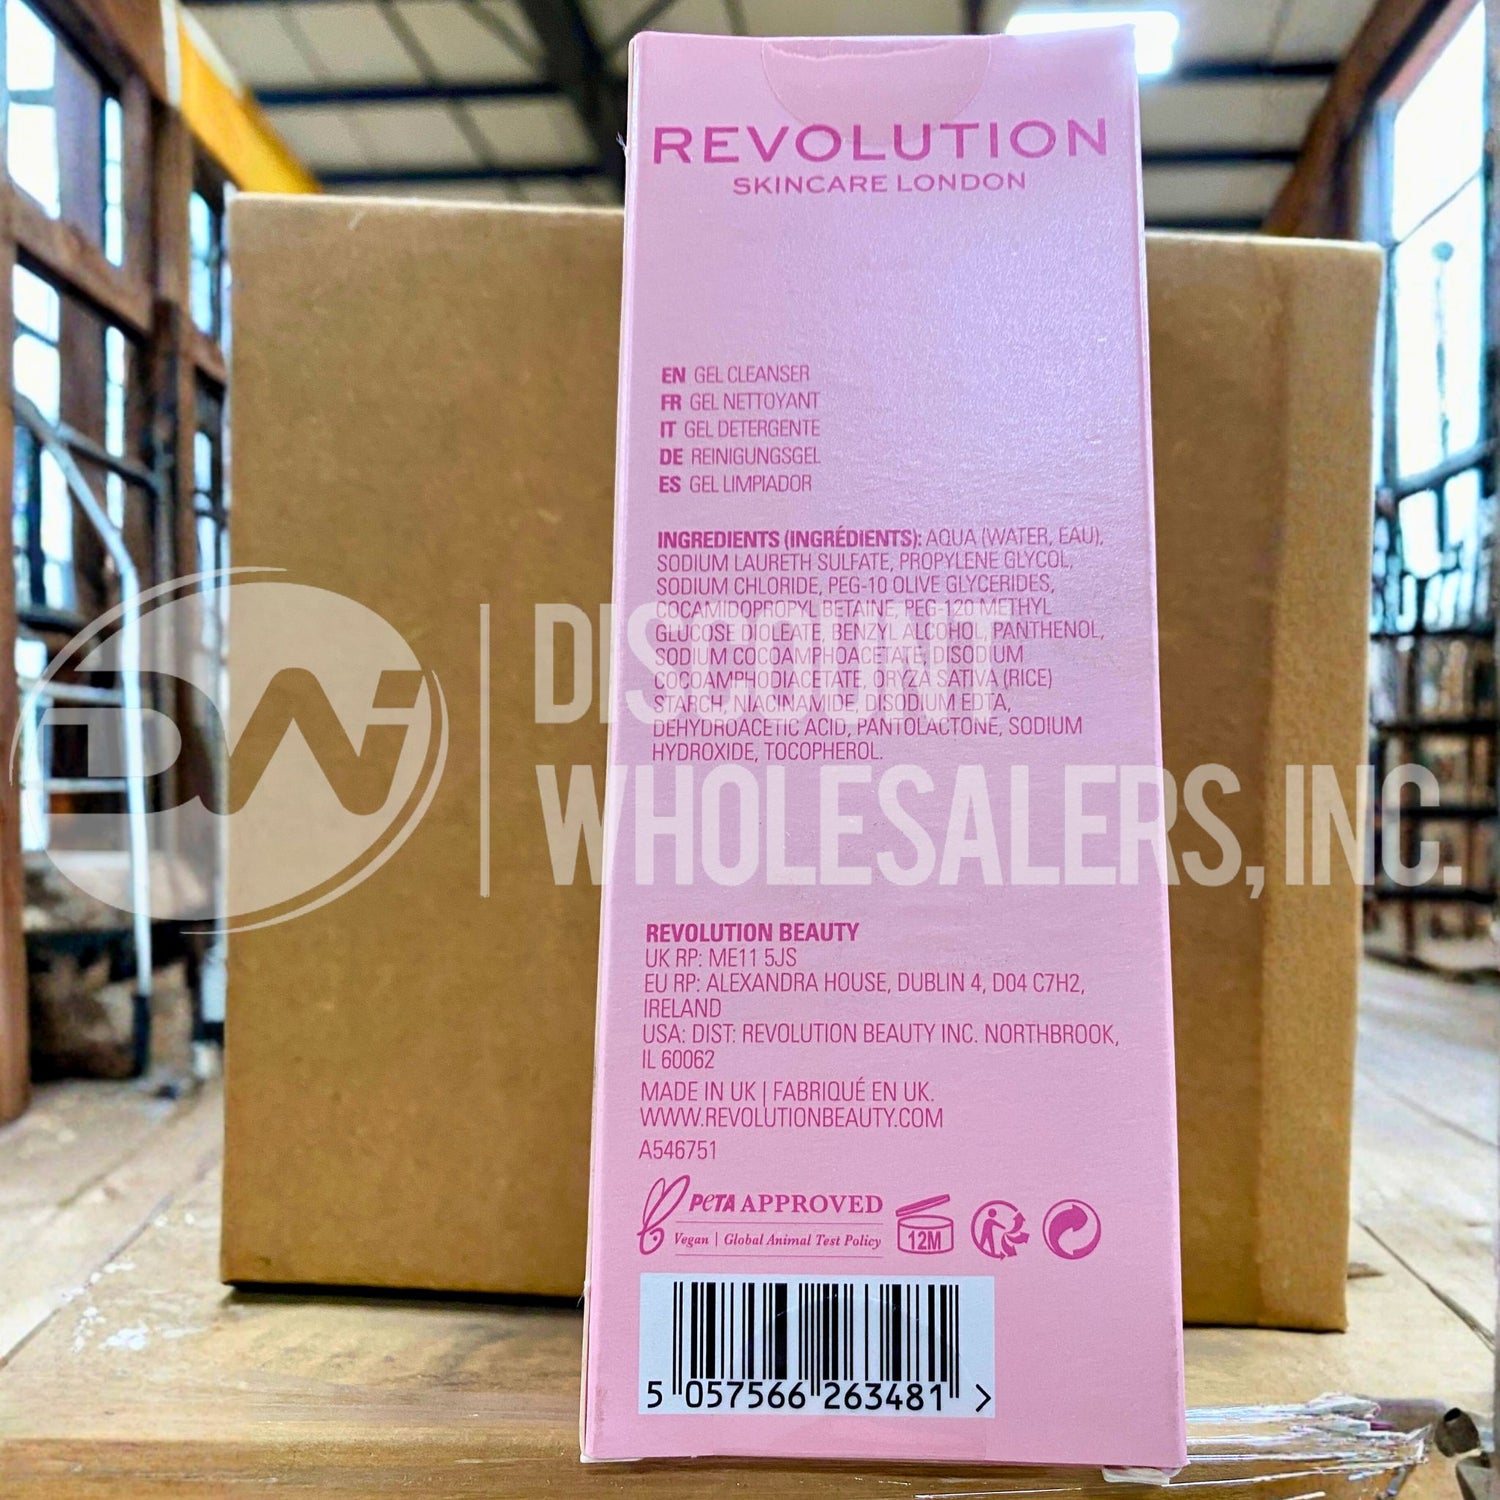 REVOLUTION
SKINCARE LONDON
EN GEL CLEANSER
FR GEL NETTOYANT
IT GEL DETERGENTE
DE REINIGUNGSGEL
ES GEL LIMPIADOR
INGREDIENTS (INGRÉDIENTS): AQUA (WATER, EAU),
SODIUM LAURETH SULFATE, PROPYLENE GLYCOL,
SODIUM CHLORIDE, PEG-10 OLIVE GLYCERIDES,
COCAMIDOPROPYL BETAINE, PEG-120 METHYL
GLUCOSE DIOLEATE, BENZYL ALCOHOL, PANTHENOL,
SODIUM COCOAMPHOACETATE, DISODIUM
COCOAMPHODIACETATE, ORYZA SATIVA (RICE)
STARCH, NIACINAMIDE, DISODIUM EDTA,
DEHYDROACETIC ACID, PANTOLACTONE, SODIUM
HYDROXIDE, TOCOPHEROL.
DWI
DISCOUNT
WHOLESALERS, INC.
REVOLUTION BEAUTY
UK RP: ME11 5JS
EU RP: ALEXANDRA HOUSE, DUBLIN 4, D04 C7H2,
IRELAND
USA: DIST: REVOLUTION BEAUTY INC. NORTHBROOK,
IL 60062
MADE IN UK | FABRIQUÉ EN UK.
WWW.REVOLUTIONBEAUTY.COM
A546751
PETA APPROVED
Vegan | Global Animal Test Policy
12M
5 057566 263481 >